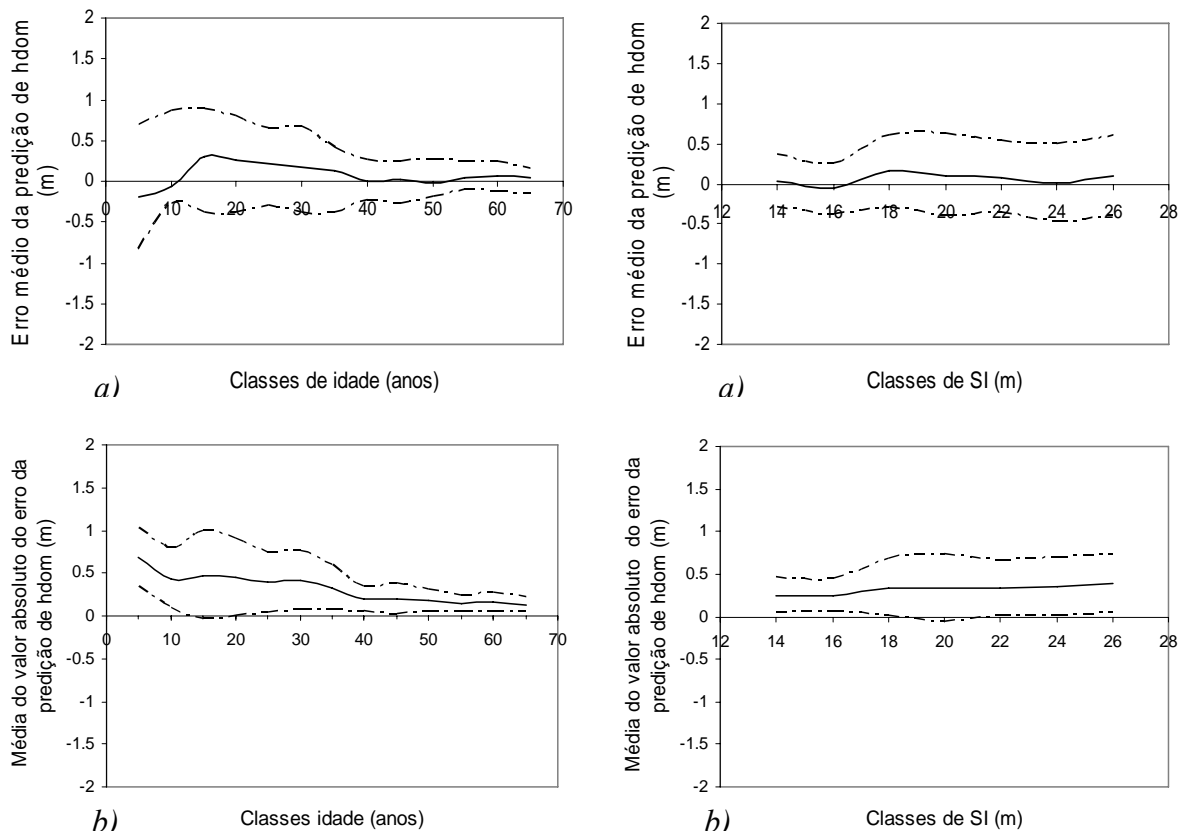 Erro médio da predição de hdom
(m)
2
1.5
1
0.5
0
-0.5
-1
-1.5
-2
0 10 20 30 40 50 60 70
a) Classes de idade (anos)
Erro médio da predição de hdom
(m)
2
1.5
1
0.5
0
-0.5
-1
-1.5
-2
12 14 16 18 20 22 24 26 28
a) Classes de SI (m)
Média do valor absoluto do erro da
predição de hdom (m)
2
1.5
1
0.5
0
-0.5
-1
-1.5
-2
0 10 20 30 40 50 60 70
b) Classes idade (anos)
Média do valor absoluto do erro da
predição de hdom (m)
2
1.5
1
0.5
0
-0.5
-1
-1.5
-2
12 14 16 18 20 22 24 26 28
b) Classes de SI (m)